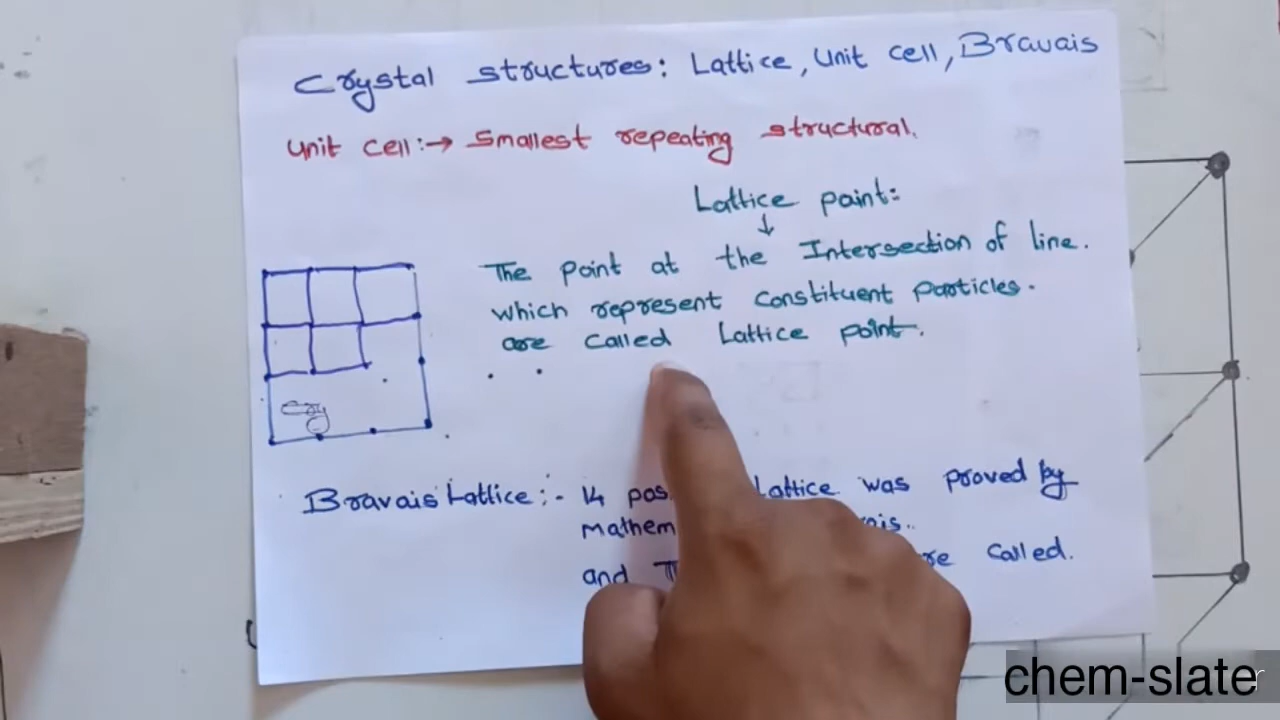 Crystal structures: Lattice, Unit cell, Bravais
Unit cell:→ Smallest repeating structural.
Lattice point:
↓
The point at the Intersection of line.
which represent constituent particles.
are called Lattice point.
Bravais Lattice:- 14 pos Lattice was proved by
mathem
and called.
chem-slate